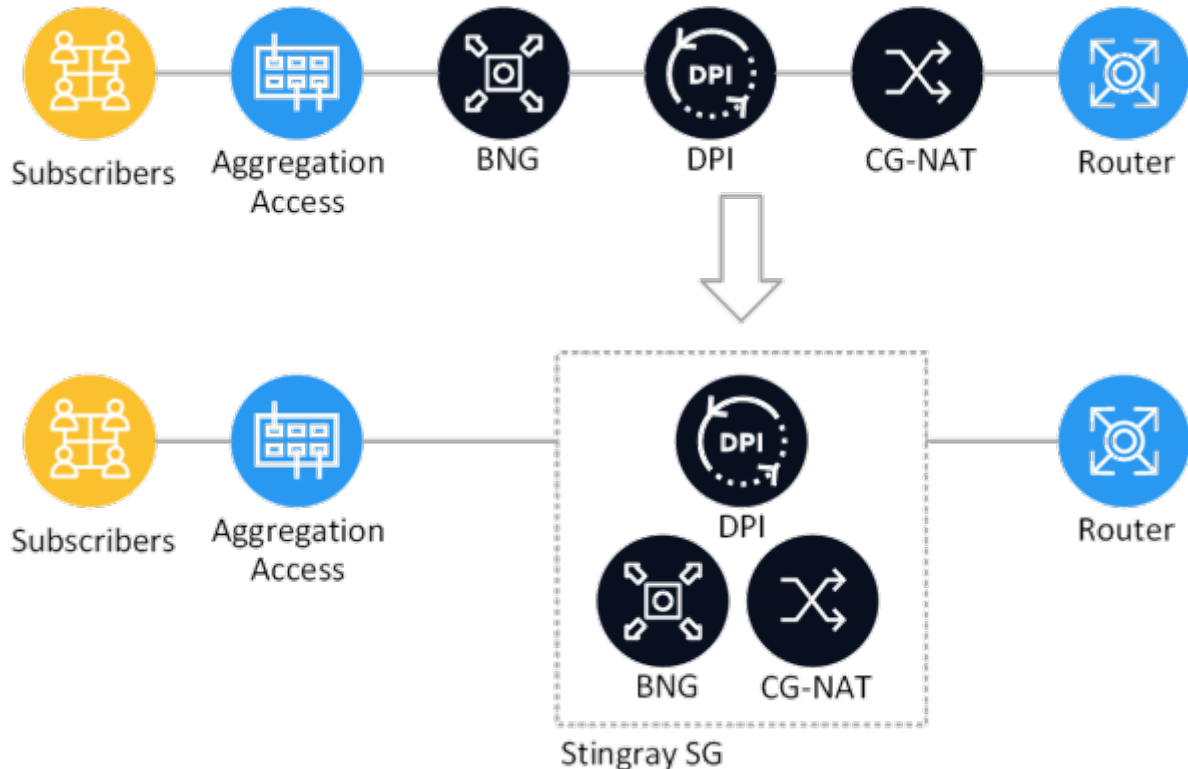 DPI
Subscribers
Aggregation
Access
BNG
DPI
CG-NAT
Router
DPI
Subscribers
Aggregation
Access
DPI
Router
BNG
CG-NAT
Stingray SG